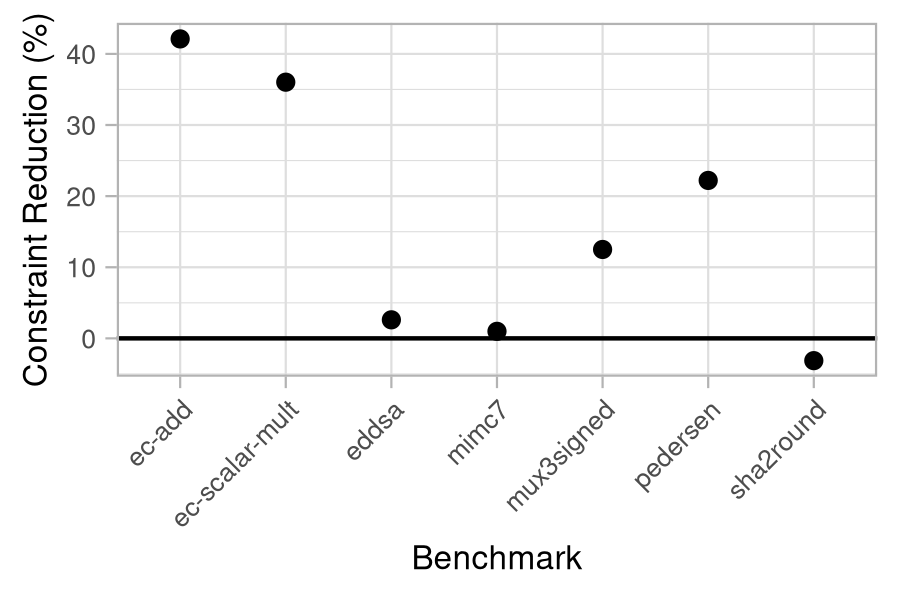 Constraint Reduction (%)
40
30
20
10
0
ec-add
ec-scalar-mult
eddsa
mimc7
mux3signed
pedersen
sha2round
Benchmark